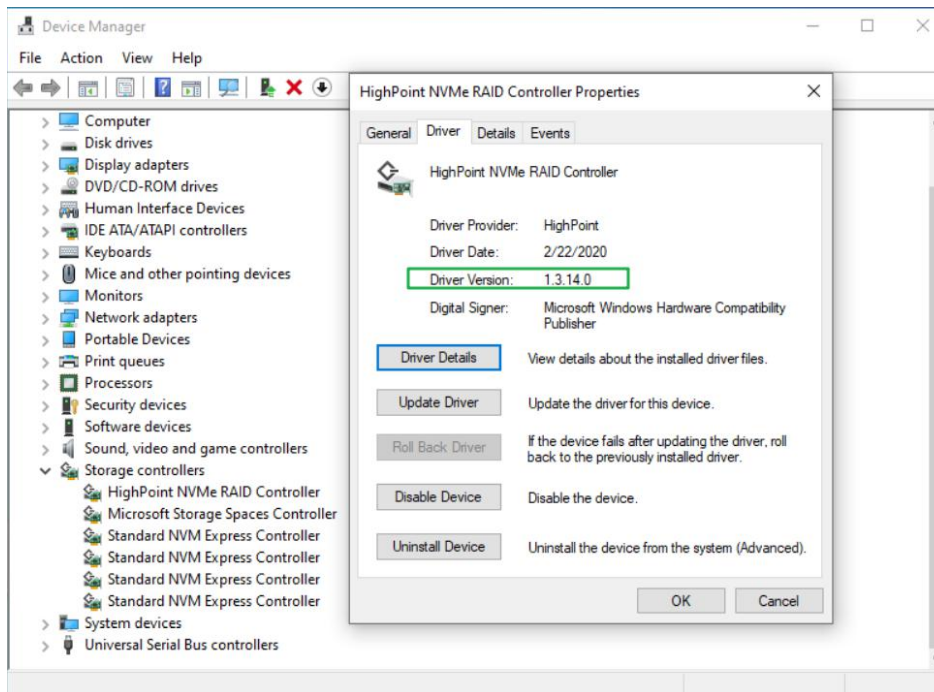 Device Manager
File Action View Help
Computer
Disk drives
Display adapters
DVD/CD-ROM drives
Human Interface Devices
IDE ATA/ATAPI controllers
Keyboards
Mice and other pointing devices
Monitors
Network adapters
Portable Devices
Print queues
Processors
Security devices
Software devices
Sound, video and game controllers
Storage controllers
HighPoint NVMe RAID Controller
Microsoft Storage Spaces Controller
Standard NVM Express Controller
Standard NVM Express Controller
Standard NVM Express Controller
Standard NVM Express Controller
System devices
Universal Serial Bus controllers
HighPoint NVMe RAID Controller Properties
General Driver Details Events
HighPoint NVMe RAID Controller
Driver Provider: HighPoint
Driver Date: 2/22/2020
Driver Version: 1.3.14.0
Digital Signer: Microsoft Windows Hardware Compatibility
Publisher
Driver Details View details about the installed driver files.
Update Driver Update the driver for this device.
Roll Back Driver If the device fails after updating the driver, roll
back to the previously installed driver.
Disable Device Disable the device.
Uninstall Device Uninstall the device from the system (Advanced).
OK Cancel